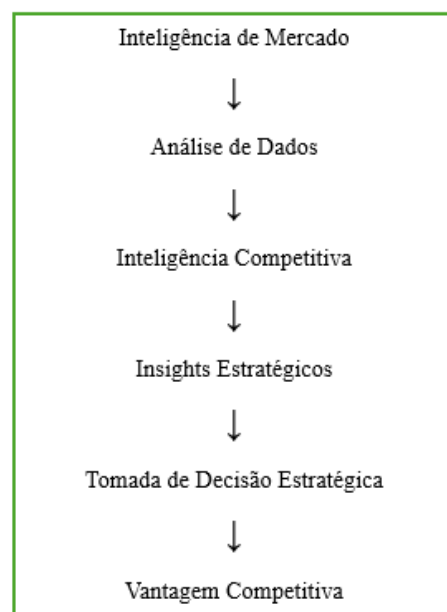 Inteligência de Mercado
↓
Análise de Dados
↓
Inteligência Competitiva
↓
Insights Estratégicos
↓
Tomada de Decisão Estratégica
↓
Vantagem Competitiva